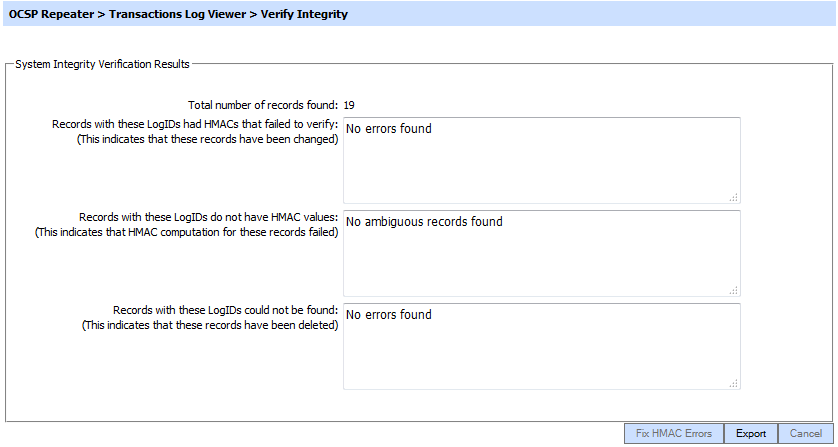 OCSP Repeater > Transactions Log Viewer > Verify Integrity
System Integrity Verification Results
Total number of records found: 19
Records with these LogIDs had HMACs that failed to verify:
(This indicates that these records have been changed)
No errors found
Records with these LogIDs do not have HMAC values:
(This indicates that HMAC computation for these records failed)
No ambiguous records found
Records with these LogIDs could not be found:
(This indicates that these records have been deleted)
No errors found
Fix HMAC Errors Export Cancel